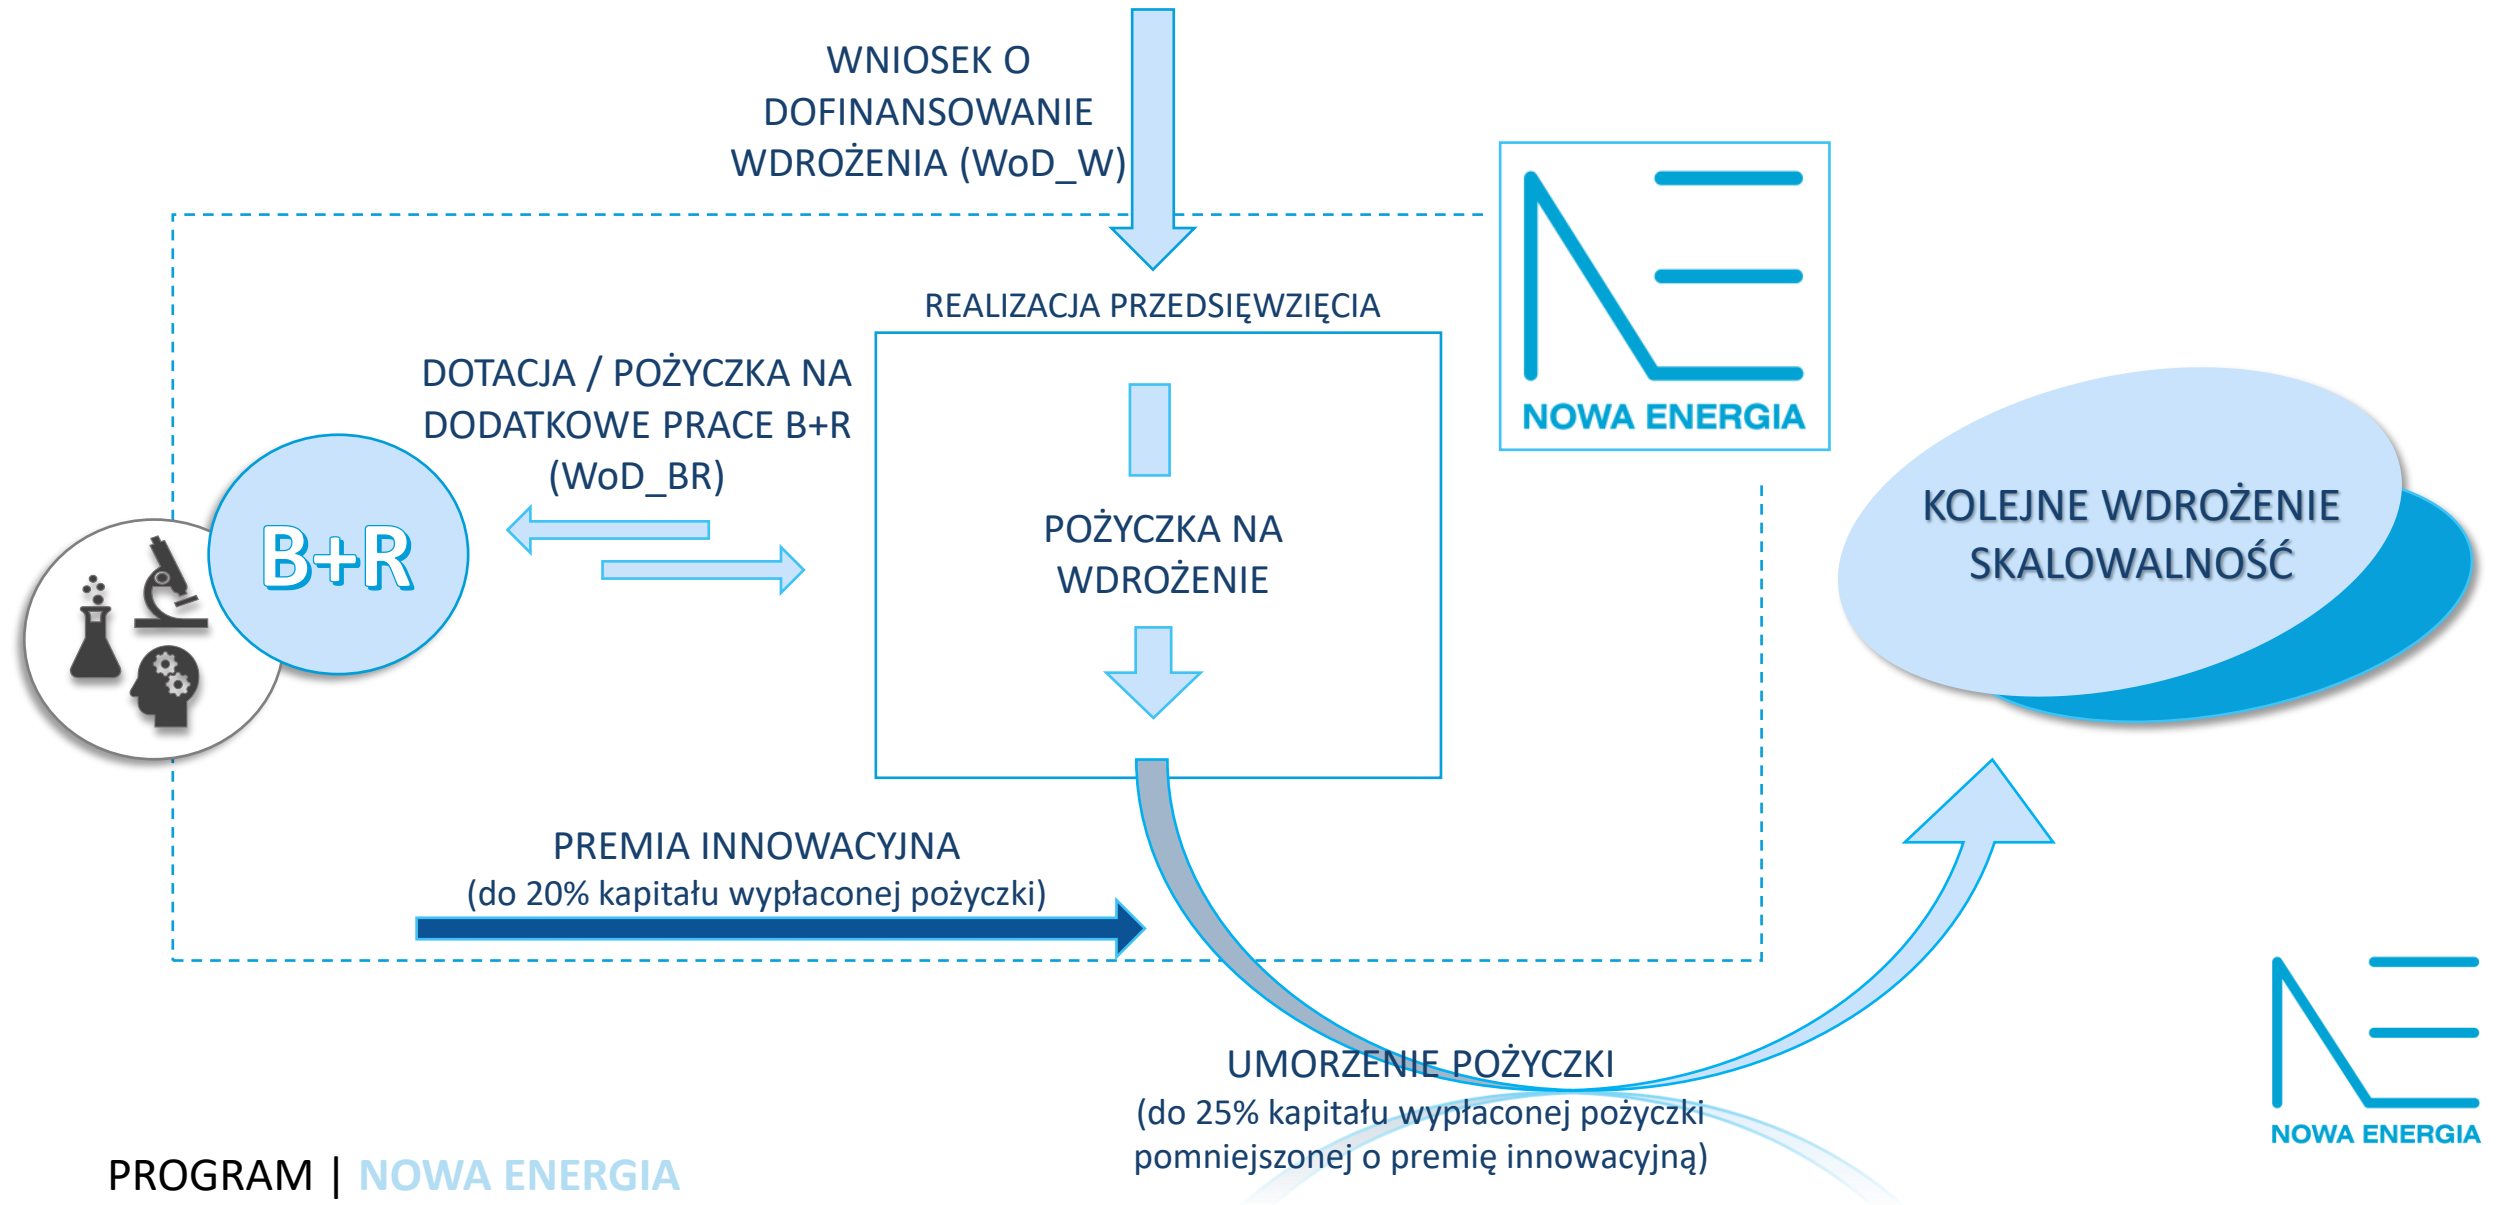 WNIOSEK O
DOFINANSOWANIE
WDROŻENIA (WoD_W)
NOWA ENERGIA
REALIZACJA PRZEDSIĘWZIĘCIA
DOTACJA / POŻYCZKA NA
DODATKOWE PRACE B+R
(WoD_BR)
B+R
POŻYCZKA NA
WDROŻENIE
KOLEJNE WDROŻENIE
SKALOWALNOŚĆ
PREMIA INNOWACYJNA
(do 20% kapitału wypłaconej pożyczki)
UMORZENIE POŻYCZKI
(do 25% kapitału wypłaconej pożyczki
pomniejszonej o premię innowacyjną)
NOWA ENERGIA
PROGRAM | NOWA ENERGIA